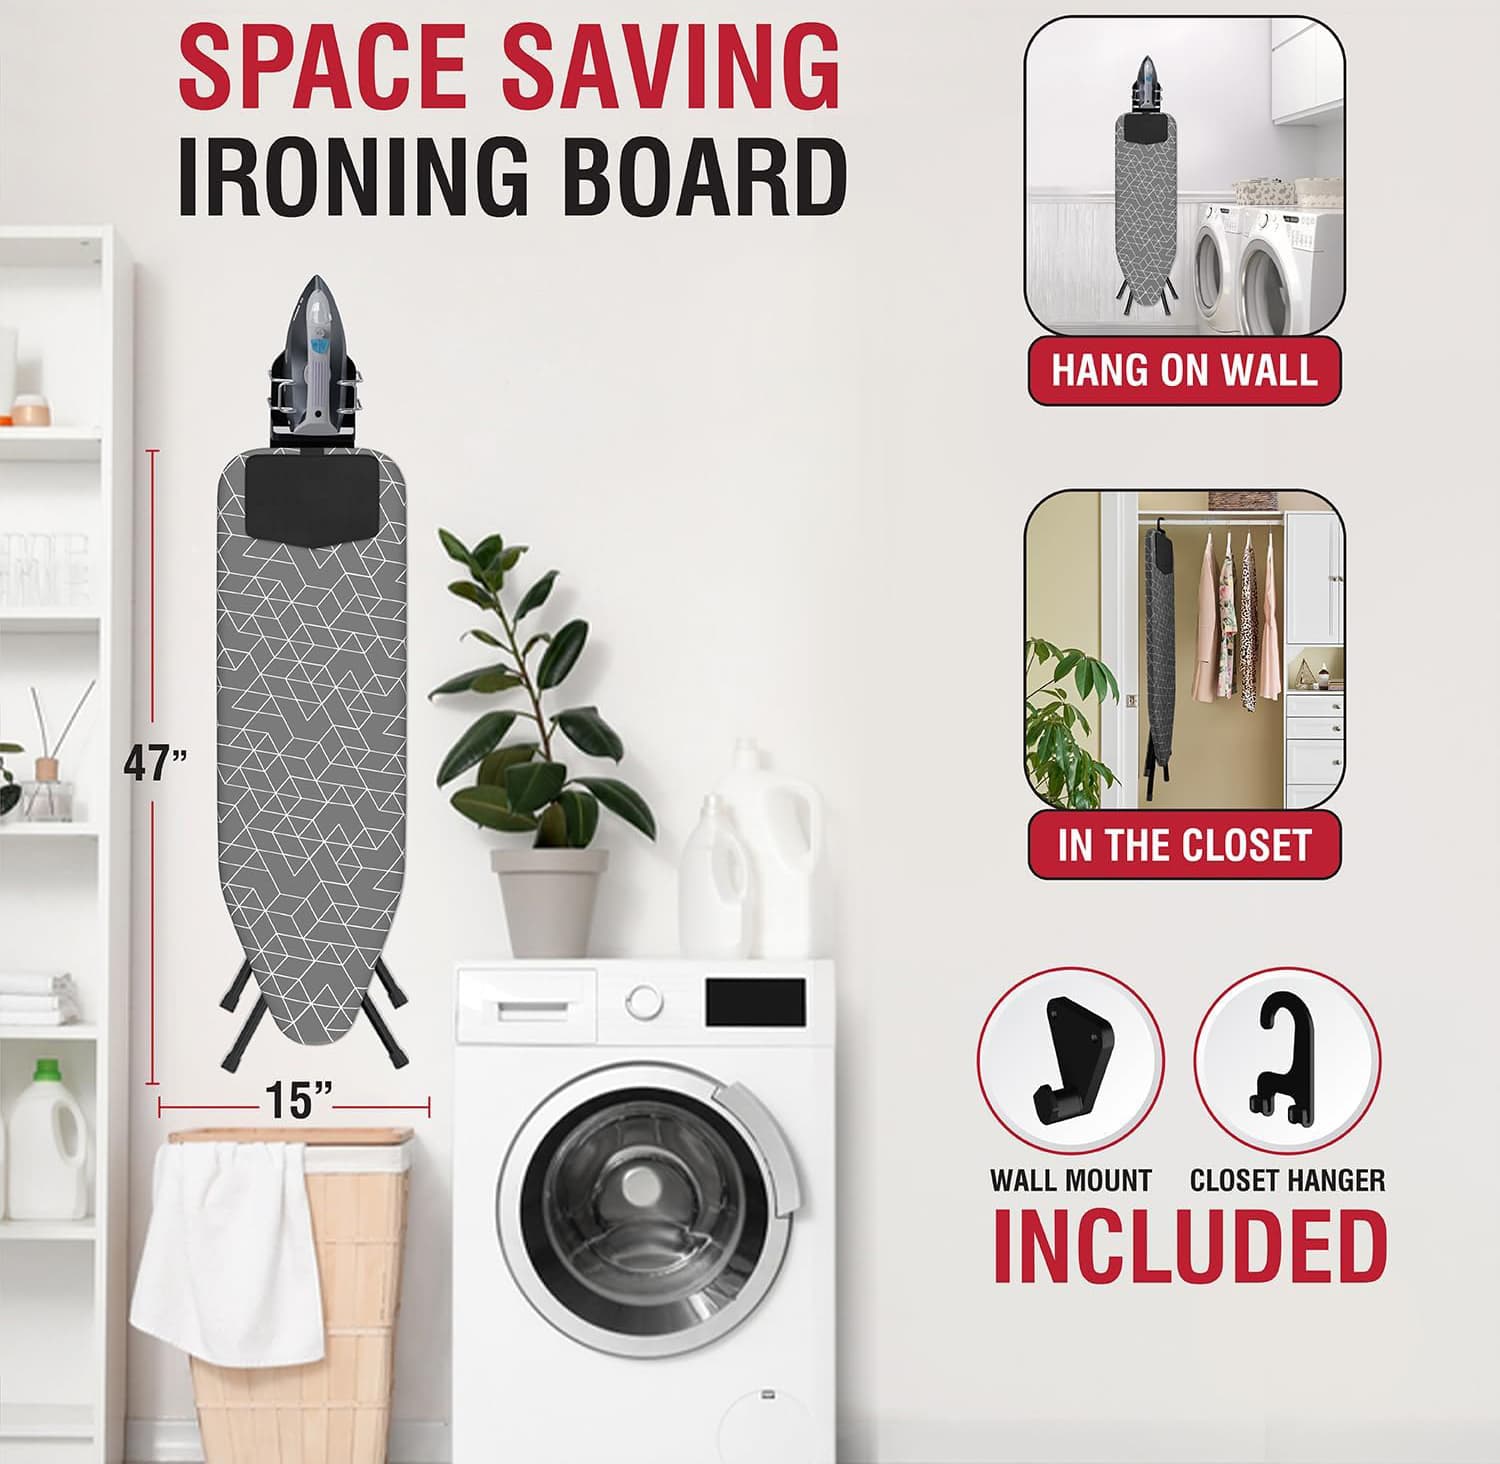 SPACE SAVING
IRONING BOARD
47”
15”
HANG ON WALL
IN THE CLOSET
WALL MOUNT
CLOSET HANGER
INCLUDED